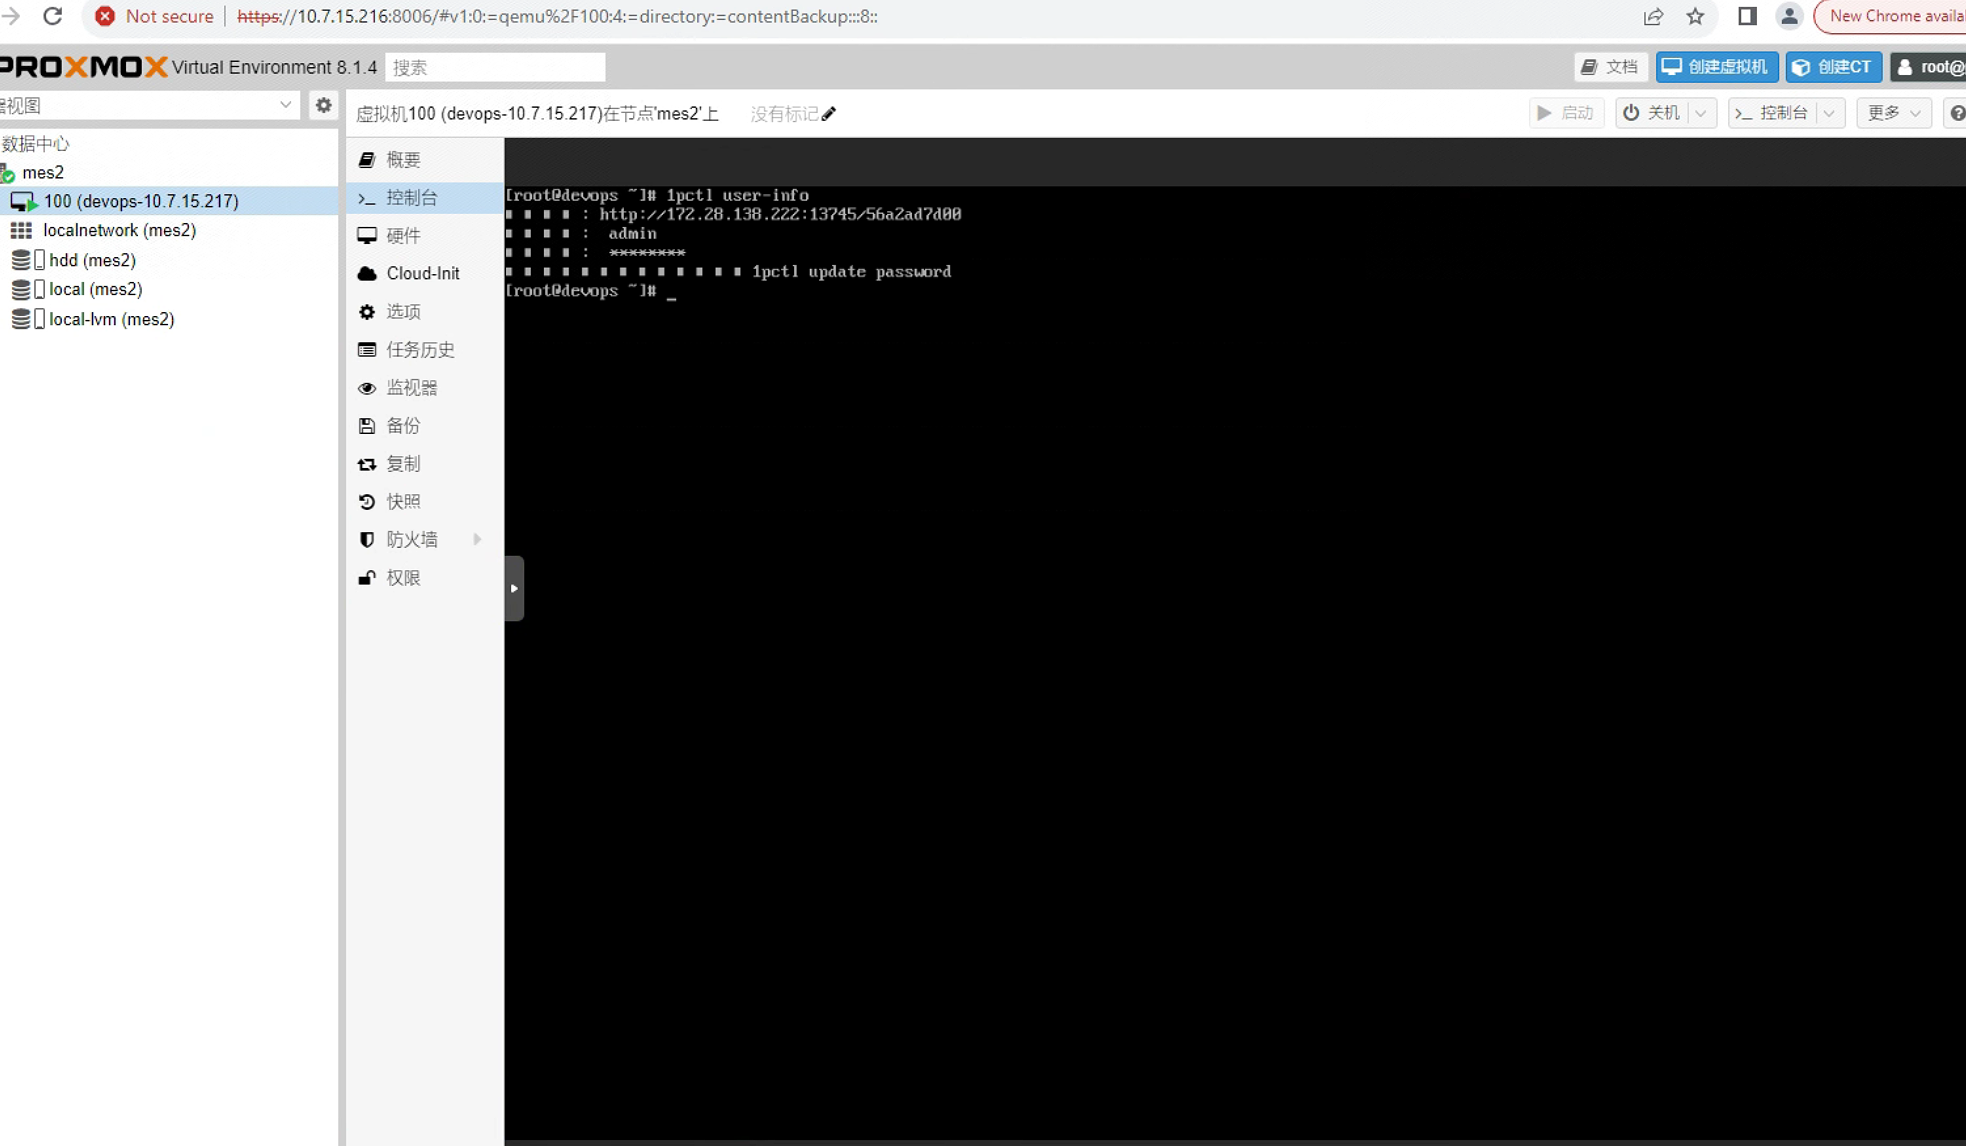 Not secure https://10.7.15.216:8006/#v1:0:=qemu%2F100:4:=directory:=contentBackup:::8::
New Chrome availa
PROXMOX Virtual Environment 8.1.4 搜索 文档 创建虚拟机 创建CT root@
视图
虚拟机100 (devops-10.7.15.217)在节点'mes2'上 没有标记 启动 关机 控制台 更多
数据中心
mes2
100 (devops-10.7.15.217)
localnetwork (mes2)
hdd (mes2)
local (mes2)
local-lvm (mes2)
概要
控制台
硬件
Cloud-Init
选项
任务历史
监视器
备份
复制
快照
防火墙
权限
[root@devops ~]# 1pctl user-info
■ ■ ■ ■ : http://172.28.138.222:13745/56a2ad7d00
■ ■ ■ ■ : admin
■ ■ ■ ■ : ********
■ ■ ■ ■ ■ ■ ■ ■ ■ ■ ■ ■ ■ 1pctl update password
[root@devops ~]# _